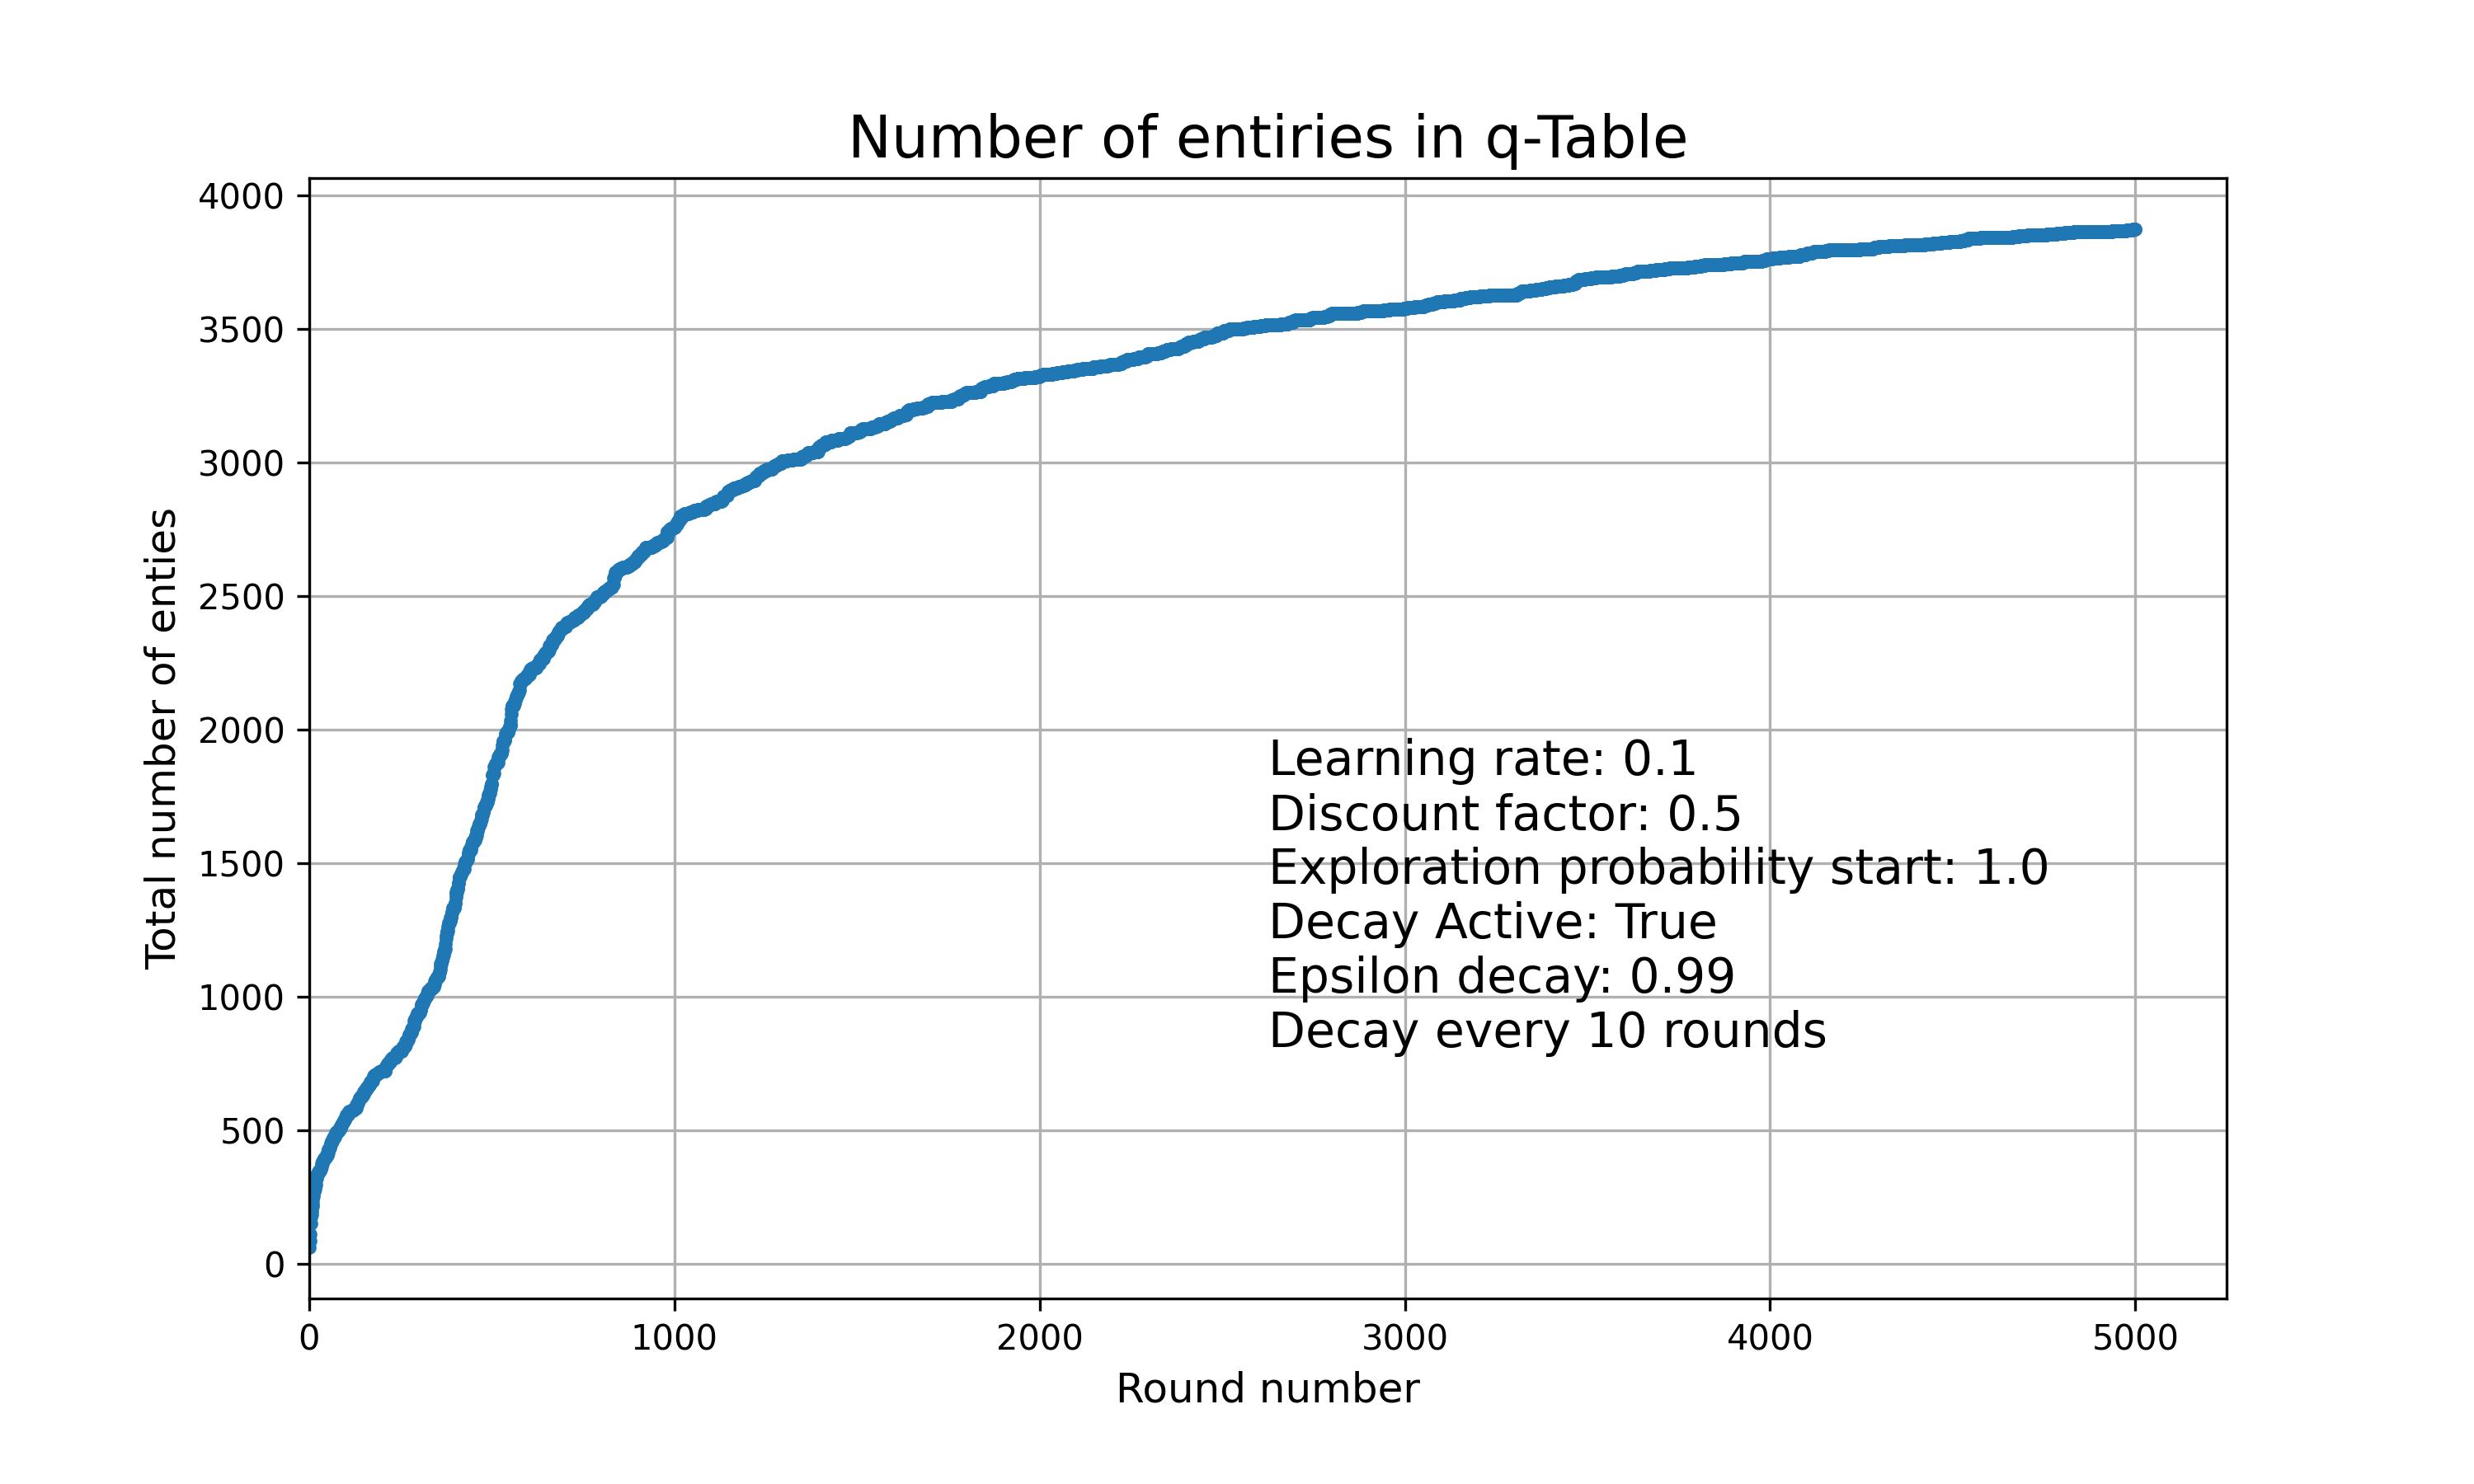 Number of entiries in q-Table
Total number of enties
4000
3500
3000
2500
2000
1500
1000
500
0
Learning rate: 0.1
Discount factor: 0.5
Exploration probability start: 1.0
Decay Active: True
Epsilon decay: 0.99
Decay every 10 rounds
0 1000 2000 3000 4000 5000
Round number